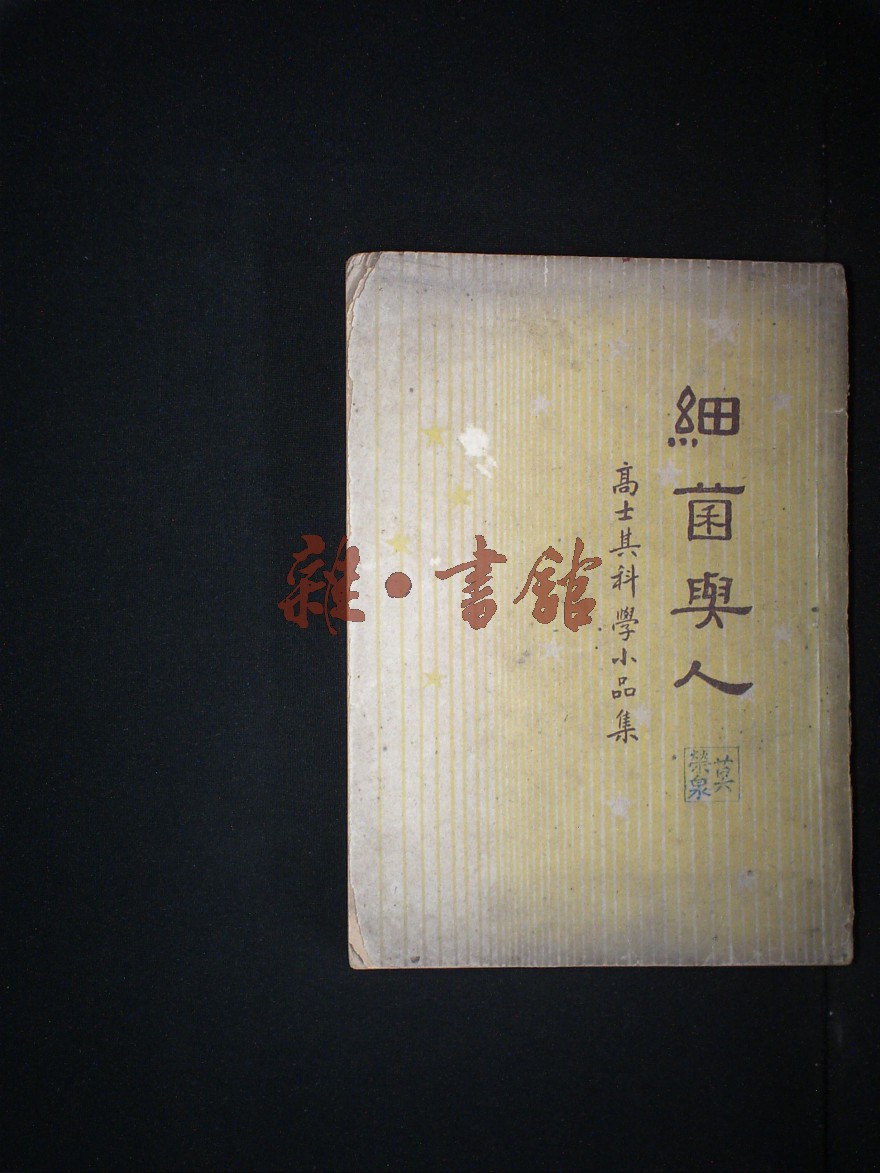 細菌與人
高士其科學小品集
莫
榮泉
雜·書館